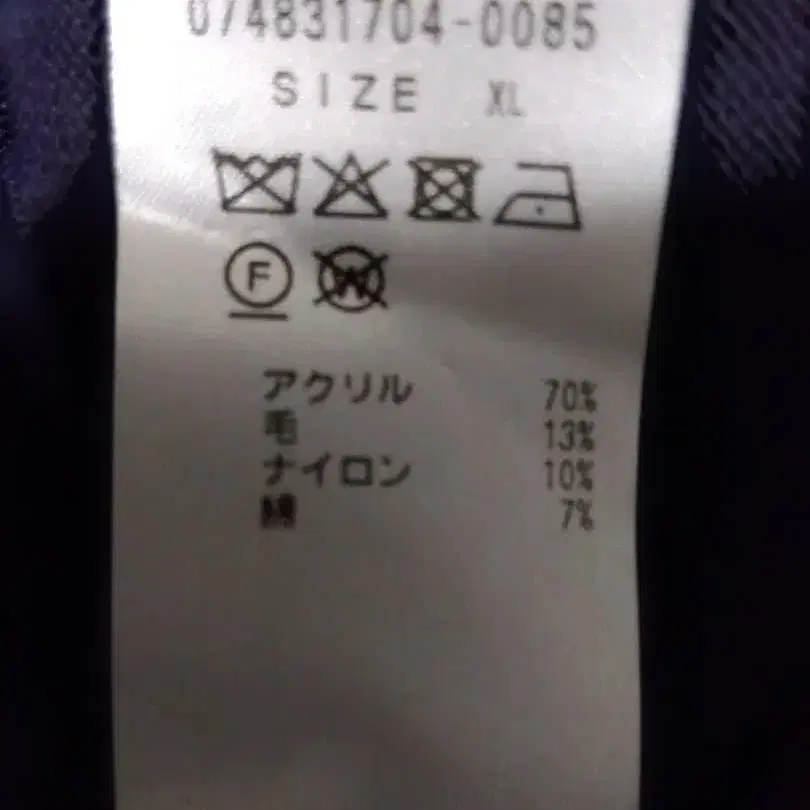 074831704-0085
SIZE XL
F
W
アクリル 70%
毛 13%
ナイロン 10%
綿 7%